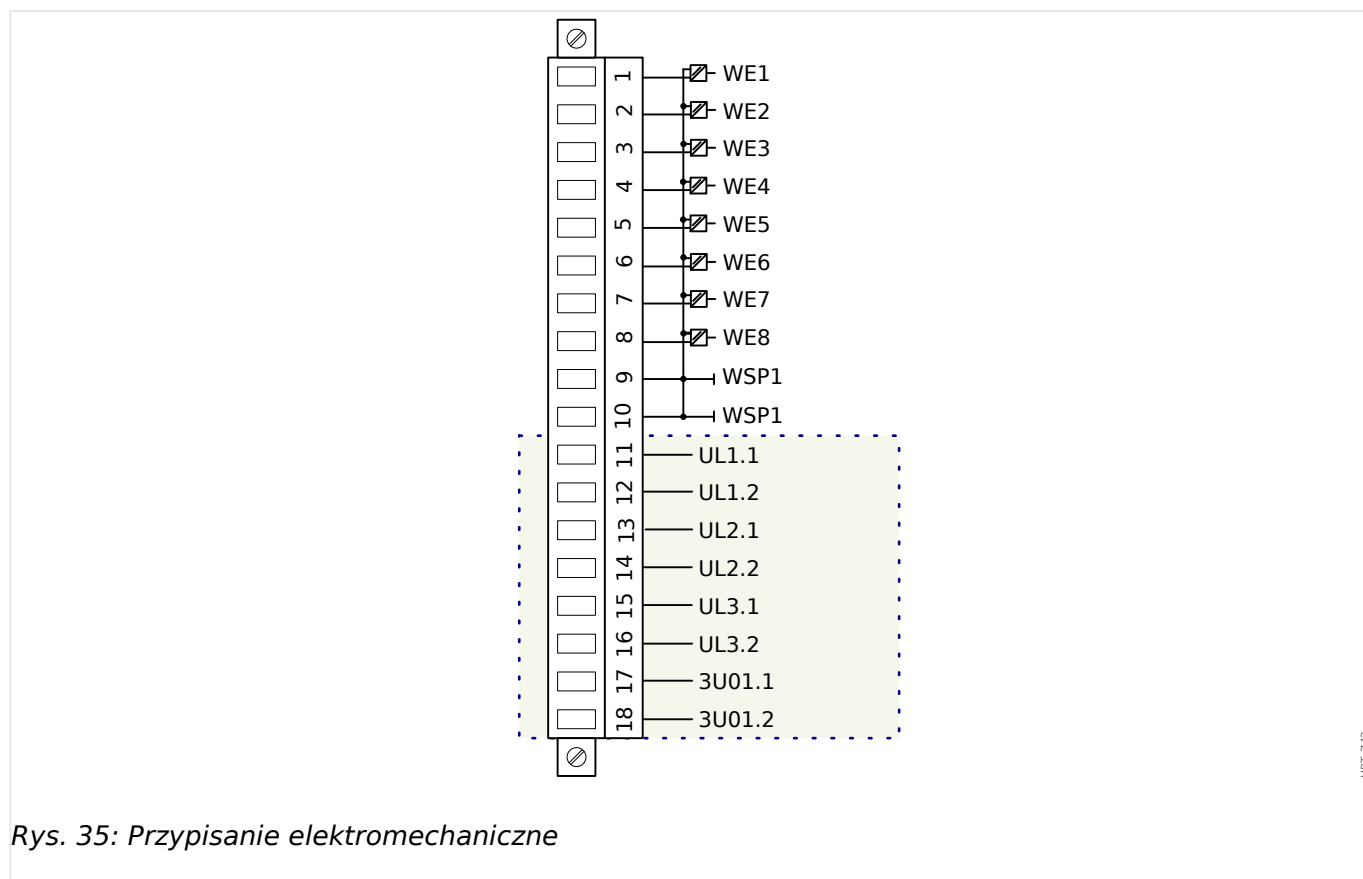 1 WE1
2 WE2
3 WE3
4 WE4
5 WE5
6 WE6
7 WE7
8 WE8
9 WSP1
10 WSP1
11 UL1.1
12 UL1.2
13 UL2.1
14 UL2.2
15 UL3.1
16 UL3.2
17 3U01.1
18 3U01.2
Rys. 35: Przypisanie elektromechaniczne